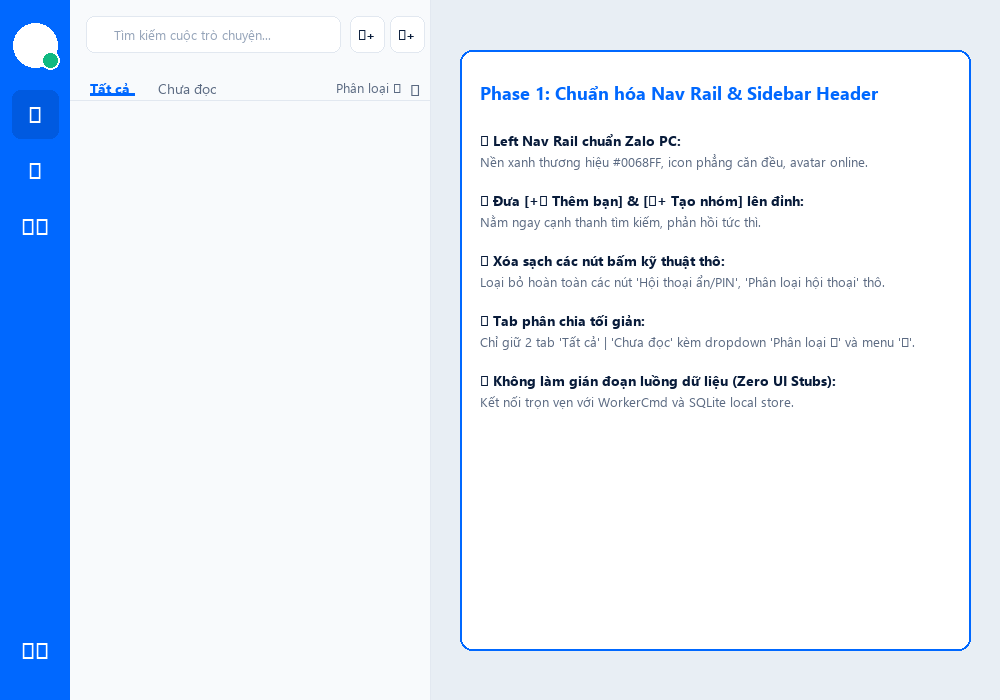 Tìm kiếm cuộc trò chuyện...
+
+
Tất cả
Chưa đọc
Phân loại
Phase 1: Chuẩn hóa Nav Rail & Sidebar Header
Left Nav Rail chuẩn Zalo PC:
Nền xanh thương hiệu #0068FF, icon phẳng căn đều, avatar online.
Đưa [+ Thêm bạn] & [+ Tạo nhóm] lên đỉnh:
Nằm ngay cạnh thanh tìm kiếm, phản hồi tức thì.
Xóa sạch các nút bấm kỹ thuật thô:
Loại bỏ hoàn toàn các nút 'Hội thoại ẩn/PIN', 'Phân loại hội thoại' thô.
Tab phân chia tối giản:
Chỉ giữ 2 tab 'Tất cả' | 'Chưa đọc' kèm dropdown 'Phân loại ' và menu ''.
Không làm gián đoạn luồng dữ liệu (Zero UI Stubs):
Kết nối trọn vẹn với WorkerCmd và SQLite local store.